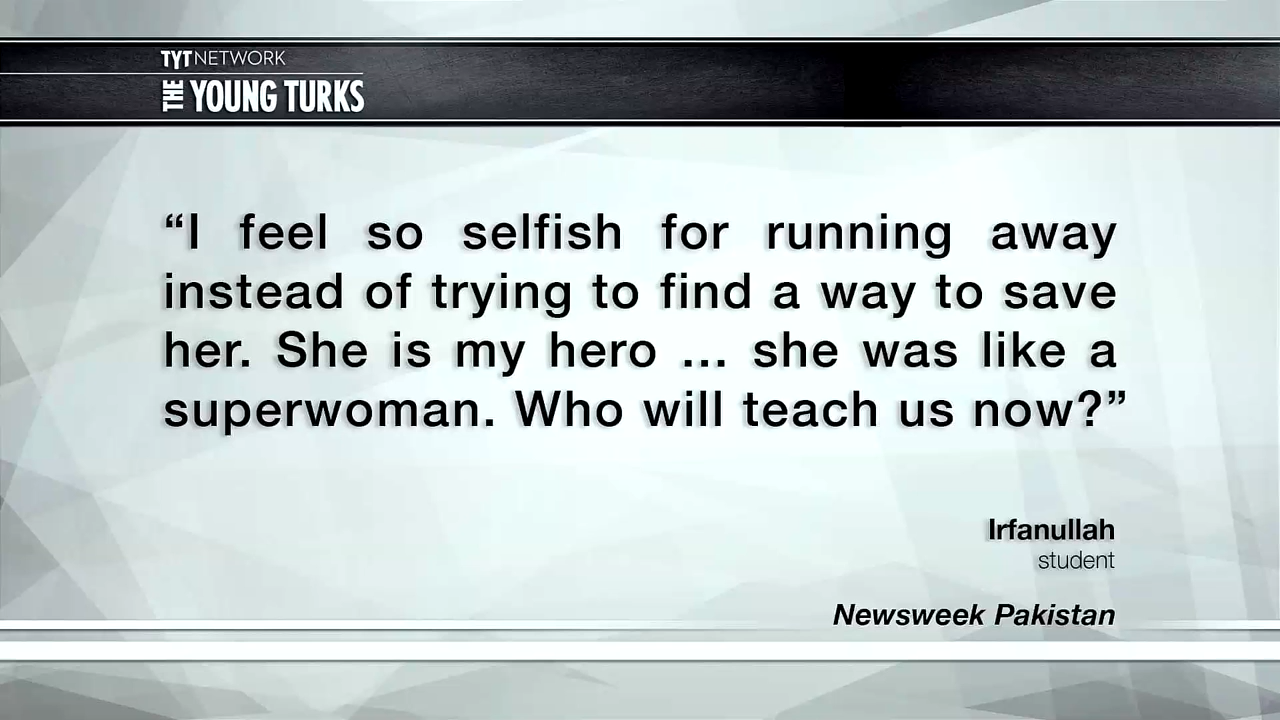 TYT NETWORK
THE YOUNG TURKS
“I feel so selfish for running away
instead of trying to find a way to save
her. She is my hero ... she was like a
superwoman. Who will teach us now?”
Irfanullah
student
Newsweek Pakistan